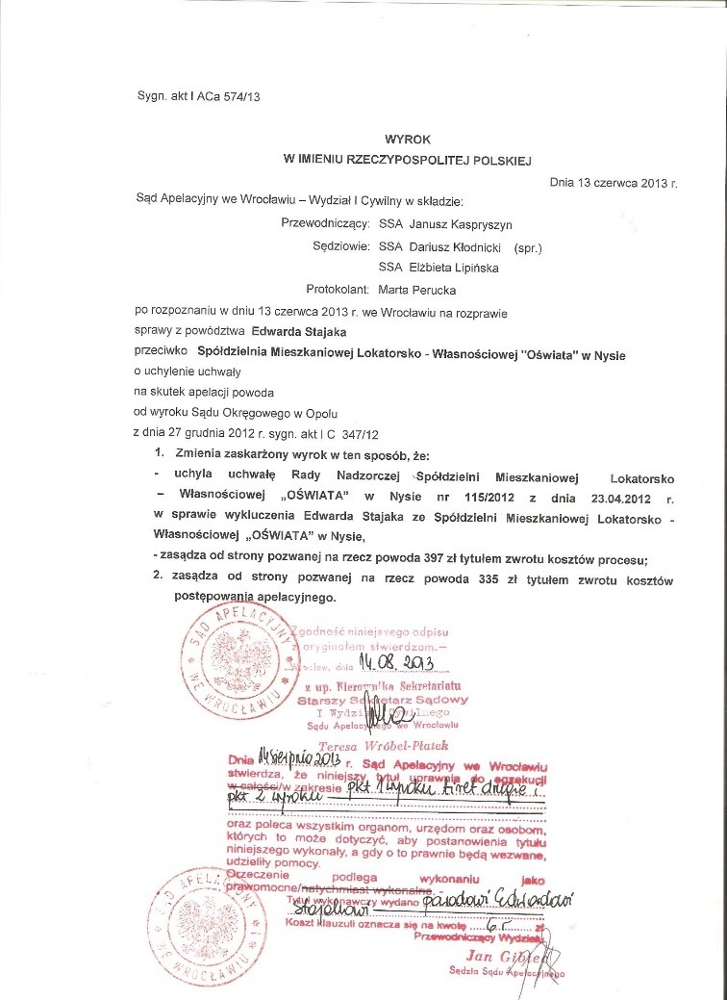 Sygn. akt I ACa 574/13
WYROK
W IMIENIU RZECZYPOSPOLITEJ POLSKIEJ
Dnia 13 czerwca 2013 r.
Sąd Apelacyjny we Wrocławiu – Wydział I Cywilny w składzie:
Przewodniczący: SSA Janusz Kaspryszyn
Sędziowie: SSA Dariusz Kłodnicki (spr.)
SSA Elżbieta Lipińska
Protokolant: Marta Perucka
po rozpoznaniu w dniu 13 czerwca 2013 r. we Wrocławiu na rozprawie
sprawy z powództwa Edwarda Stajaka
przeciwko Spółdzielnia Mieszkaniowej Lokatorsko - Własnościowej "Oświata" w Nysie
o uchylenie uchwały
na skutek apelacji powoda
od wyroku Sądu Okręgowego w Opolu
z dnia 27 grudnia 2012 r. sygn. akt I C 347/12
1. Zmienia zaskarżony wyrok w ten sposób, że:
- uchyla uchwałę Rady Nadzorczej Spółdzielni Mieszkaniowej Lokatorsko
– Własnościowej „OŚWIATA” w Nysie nr 115/2012 z dnia 23.04.2012 r.
w sprawie wykluczenia Edwarda Stajaka ze Spółdzielni Mieszkaniowej Lokatorsko -
Własnościowej „OŚWIATA” w Nysie,
- zasądza od strony pozwanej na rzecz powoda 397 zł tytułem zwrotu kosztów procesu;
2. zasądza od strony pozwanej na rzecz powoda 335 zł tytułem zwrotu kosztów
postępowania apelacyjnego.
SĄD APELACYJNY WE WROCŁAWIU
Zgodność niniejszego odpisu
z oryginałem stwierdzam.—
Wrocław, dnia 14.08.2013
z up. Kierownika Sekretariatu
Starszy Sekretarz Sądowy
I Wydziału Cywilnego
Sądu Apelacyjnego we Wrocławiu
Teresa Wróbel-Płatek
Dnia 14 sierpnia 2013 r. Sąd Apelacyjny we Wrocławiu
stwierdza, że niniejszy tytuł uprawnia do egzekucji
w całości/w zakresie pkt 1 wyroku tiret drugie i
pkt 2 wyroku
oraz poleca wszystkim organom, urzędom oraz osobom,
których to może dotyczyć, aby postanowienia tytułu
niniejszego wykonały, a gdy o to prawnie będą wezwane,
udzieliły pomocy.
Orzeczenie podlega wykonaniu jako
prawomocne/natychmiast wykonalne. -
Tytuł wykonawczy wydano powodowi Edwardowi
Stajakowi
Koszt klauzuli oznacza się na kwotę 6,- zł
Przewodniczący Wydziału
SĄD APELACYJNY WE WROCŁAWIU
Jan Gibiec
Sędzia Sądu Apelacyjnego